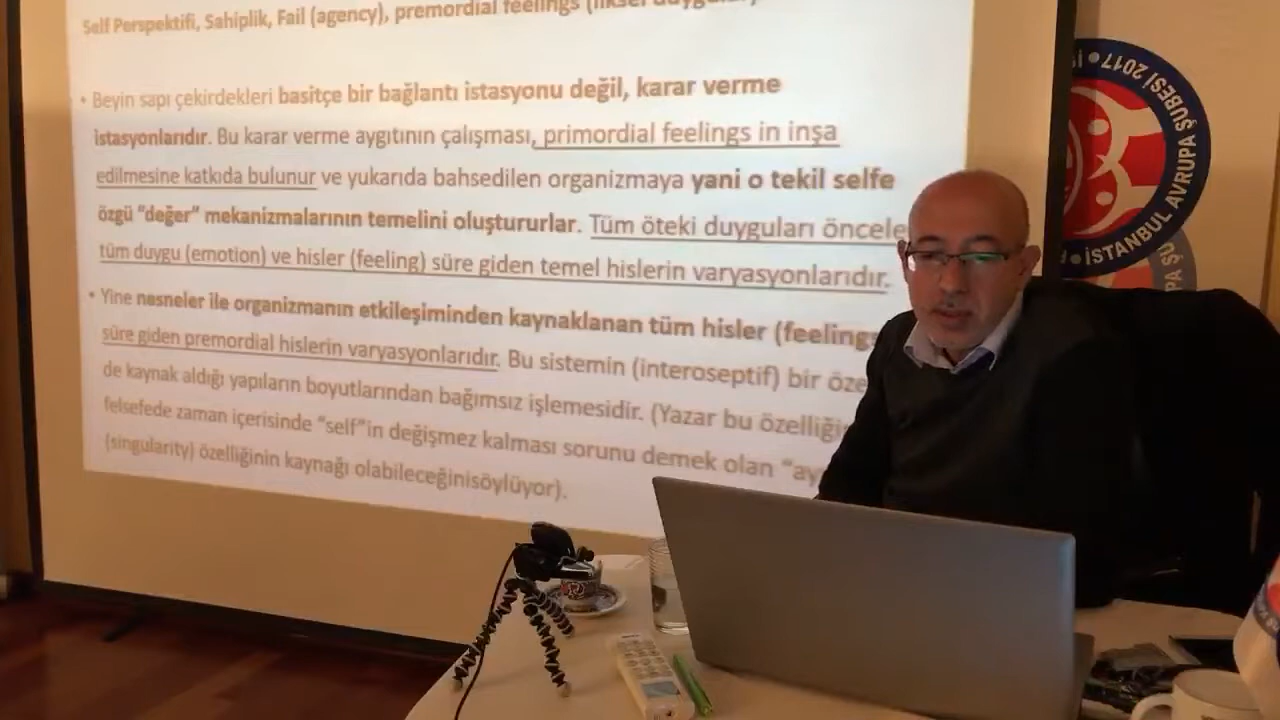 Self Perspektifi, Sahiplik, Fail (agency), premordial feelings
• Beyin sapı çekirdekleri basitçe bir bağlantı istasyonu değil, karar verme
istasyonlarıdır. Bu karar verme aygıtının çalışması, primordial feelings in inşa
edilmesine katkıda bulunur ve yukarıda bahsedilen organizmaya yani o tekil selfe
özgü "değer" mekanizmalarının temelini oluştururlar. Tüm öteki duyguları öncele
tüm duygu (emotion) ve hisler (feeling) süre giden temel hislerin varyasyonlarıdır.
• Yine nesneler ile organizmanın etkileşiminden kaynaklanan tüm hisler (feelings
süre giden premordial hislerin varyasyonlarıdır. Bu sistemin (interoseptif) bir öze
de kaynak aldığı yapıların boyutlarından bağımsız işlemesidir. (Yazar bu özelliği
felsefede zaman içerisinde "self"in değişmez kalması sorunu demek olan "ay
(singularity) özelliğinin kaynağı olabileceğinisöylüyor).
İSTANBUL AVRUPA ŞUBESİ 2017